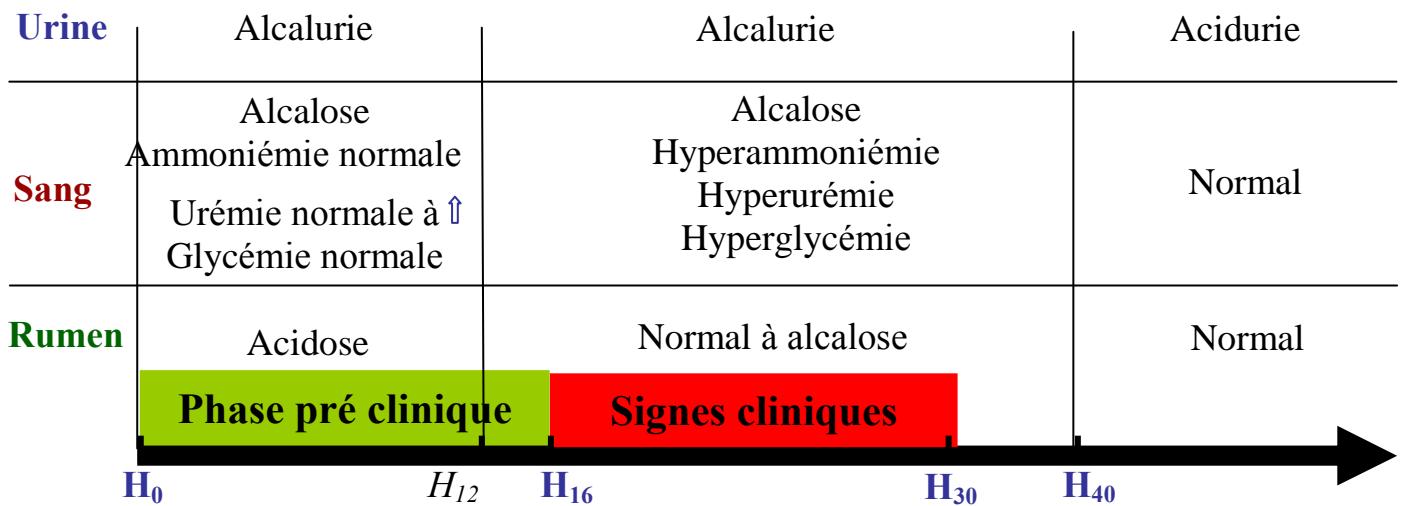 Urine Alcalurie Alcalurie Acidurie
Sang
Alcalose
Ammoniémie normale
Urémie normale à ⇧
Glycémie normale
Alcalose
Hyperammoniémie
Hyperurémie
Hyperglycémie
Normal
Rumen Acidose Normal à alcalose Normal
Phase pré clinique Signes cliniques
H0 H12 H16 H30 H40